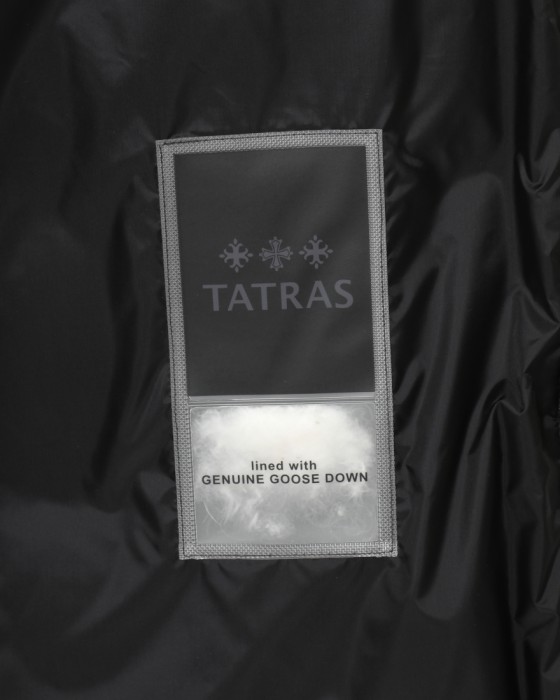 TATRAS
lined with
GENUINE GOOSE DOWN